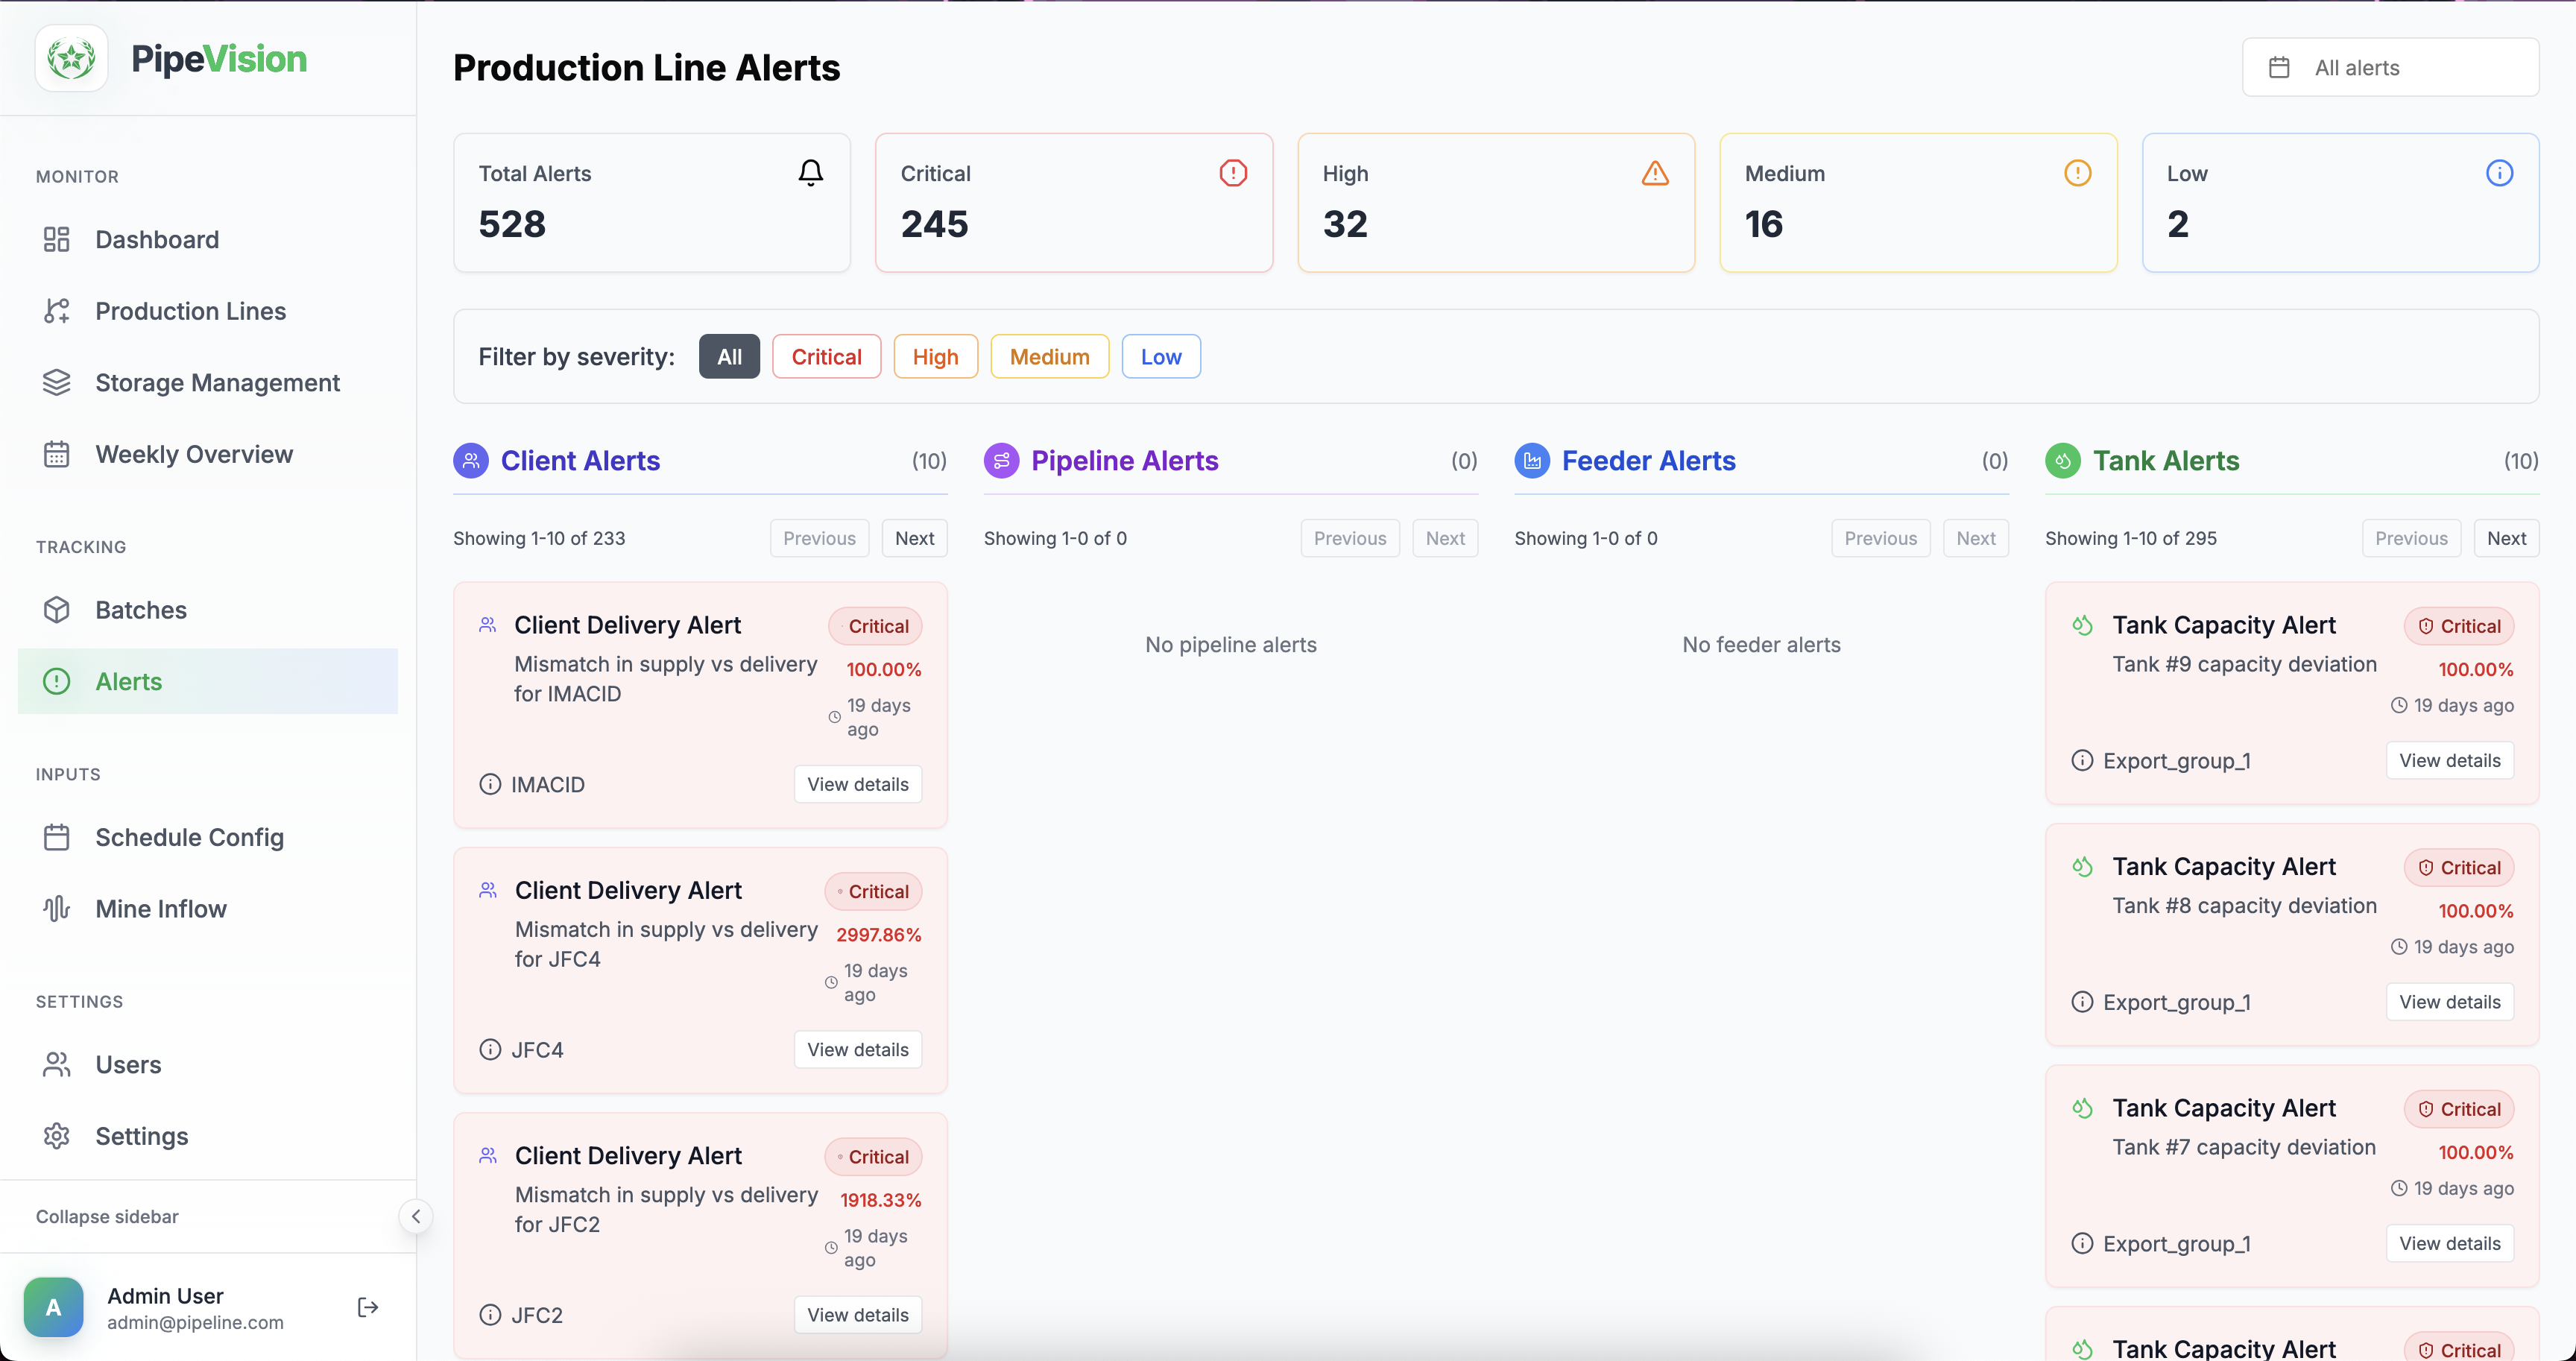 PipeVision
MONITOR
Dashboard
Production Lines
Storage Management
Weekly Overview
TRACKING
Batches
Alerts
INPUTS
Schedule Config
Mine Inflow
SETTINGS
Users
Settings
Collapse sidebar
A
Admin User
admin@pipeline.com
Production Line Alerts
All alerts
Total Alerts
528
Critical
245
High
32
Medium
16
Low
2
Filter by severity: All Critical High Medium Low
Client Alerts (10)
Showing 1-10 of 233 Previous Next
Client Delivery Alert Critical
Mismatch in supply vs delivery
for IMACID
100.00%
19 days
ago
IMACID View details
Client Delivery Alert Critical
Mismatch in supply vs delivery
for JFC4
2997.86%
19 days
ago
JFC4 View details
Client Delivery Alert Critical
Mismatch in supply vs delivery
for JFC2
1918.33%
19 days
ago
JFC2 View details
Pipeline Alerts (0)
Showing 1-0 of 0 Previous Next
No pipeline alerts
Feeder Alerts (0)
Showing 1-0 of 0 Previous Next
No feeder alerts
Tank Alerts (10)
Showing 1-10 of 295 Previous Next
Tank Capacity Alert Critical
Tank #9 capacity deviation
100.00%
19 days ago
Export_group_1 View details
Tank Capacity Alert Critical
Tank #8 capacity deviation
100.00%
19 days ago
Export_group_1 View details
Tank Capacity Alert Critical
Tank #7 capacity deviation
100.00%
19 days ago
Export_group_1 View details
Tank Capacity Alert Critical